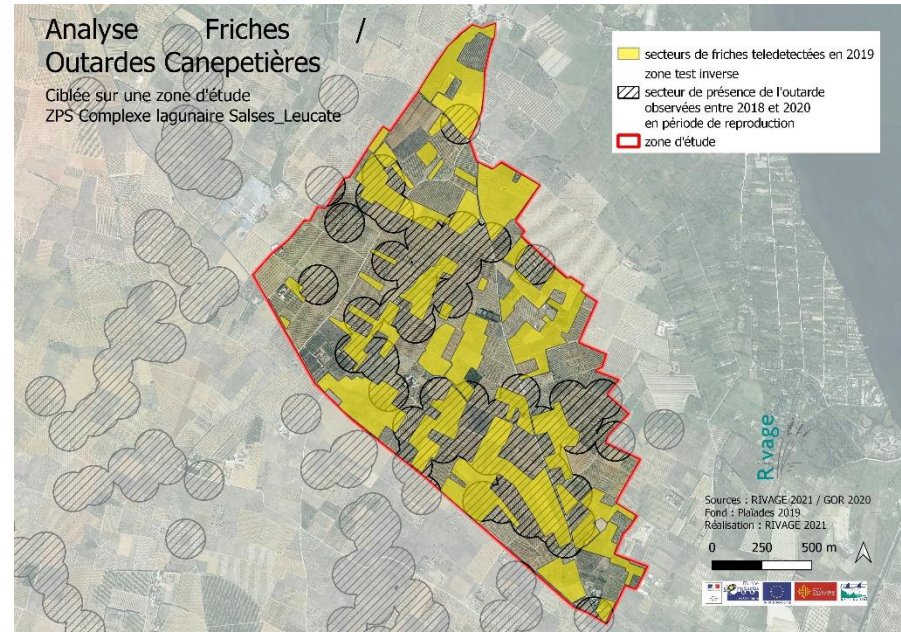 Analyse Friches /
Outardes Canepetières
Ciblée sur une zone d'étude
ZPS Complexe lagunaire Salses_Leucate
secteurs de friches teledetectées en 2019
zone test inverse
secteur de présence de l'outarde
observées entre 2018 et 2020
en période de reproduction
zone d'étude
Rivage
Sources : RIVAGE 2021 / GOR 2020
Fond : Plaïades 2019
Réalisation : RIVAGE 2021
0 250 500 m